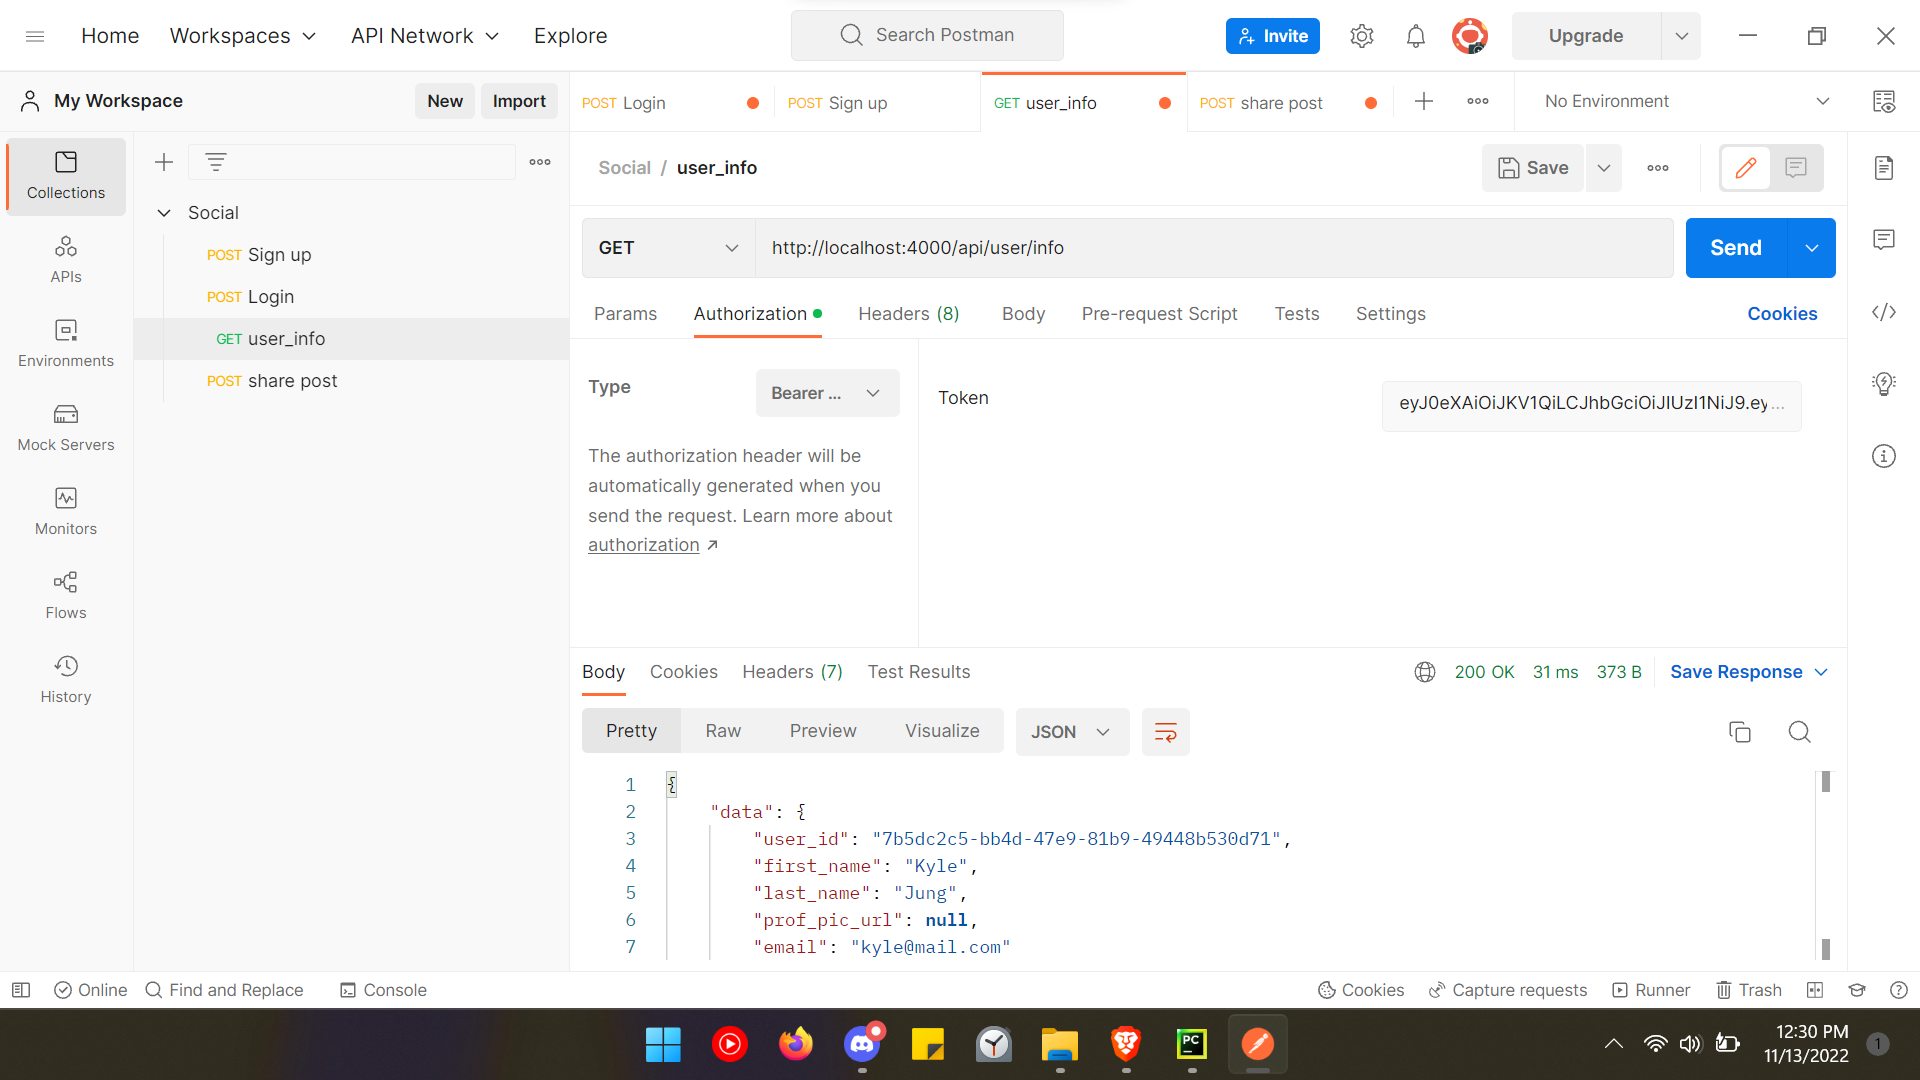 Home Workspaces API Network Explore Search Postman Invite Upgrade
My Workspace New Import POST Login POST Sign up GET user_info POST share post No Environment
Collections
APIs
Environments
Mock Servers
Monitors
Flows
History
Social
POST Sign up
POST Login
GET user_info
POST share post
Social / user_info Save
GET http://localhost:4000/api/user/info Send
Params Authorization Headers (8) Body Pre-request Script Tests Settings Cookies
Type Bearer ...
The authorization header will be
automatically generated when you
send the request. Learn more about
authorization
Token eyJ0eXAiOiJKV1QiLCJhbGciOiJIUzI1NiJ9.ey...
Body Cookies Headers (7) Test Results 200 OK 31 ms 373 B Save Response
Pretty Raw Preview Visualize JSON
1 {
2 "data": {
3 "user_id": "7b5dc2c5-bb4d-47e9-81b9-49448b530d71",
4 "first_name": "Kyle",
5 "last_name": "Jung",
6 "prof_pic_url": null,
7 "email": "kyle@mail.com"
Online Find and Replace Console Cookies Capture requests Runner Trash
PC
12:30 PM
11/13/2022
1